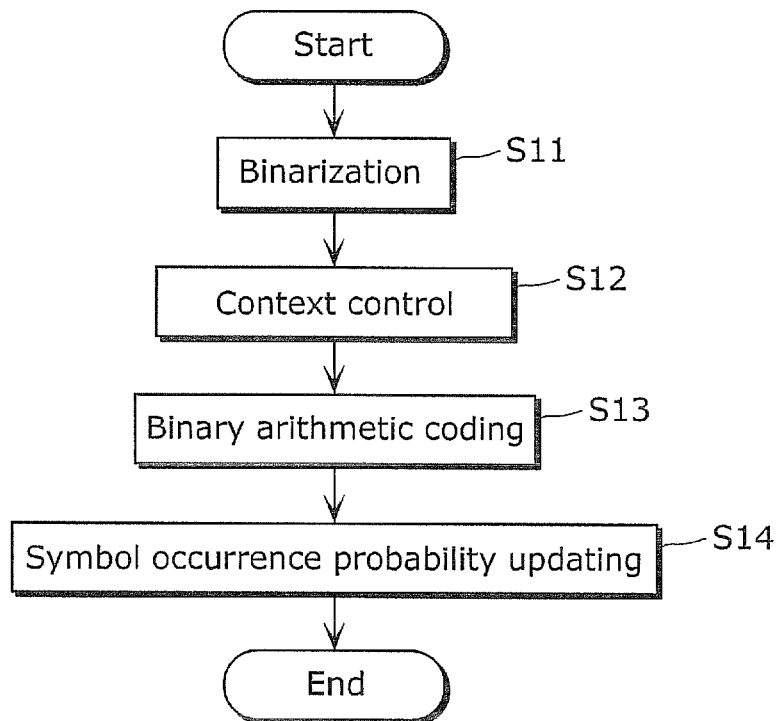 Start
Binarization
S11
Context control
S12
Binary arithmetic coding
S13
Symbol occurrence probability updating
S14
End